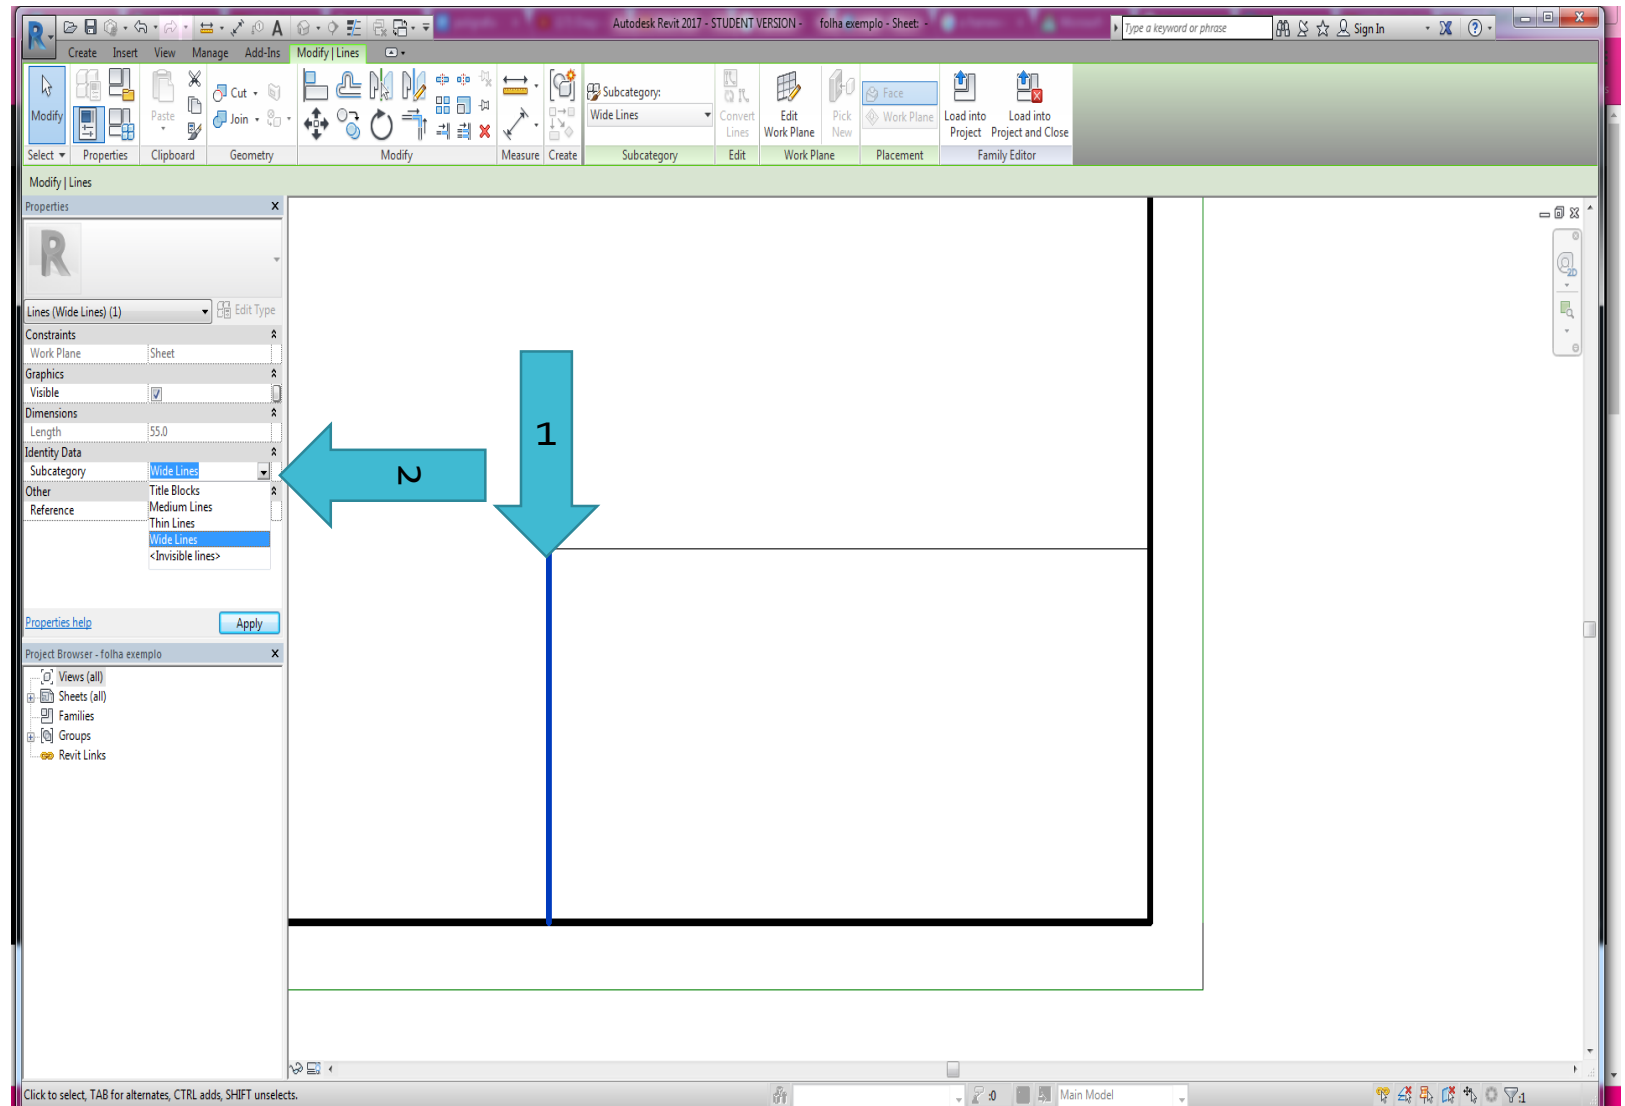 Autodesk Revit 2017 - STUDENT VERSION - folha exemplo - Sheet: -
Type a keyword or phrase
Sign In
Create Insert View Manage Add-Ins Modify | Lines
Modify
Paste
Cut
Join
Subcategory:
Wide Lines
Convert Lines
Edit Work Plane
Pick New
Face
Work Plane
Load into Project
Load into Project and Close
Select Properties Clipboard Geometry Modify Measure Create Subcategory Edit Work Plane Placement Family Editor
Modify | Lines
Properties X
Lines (Wide Lines) (1) Edit Type
Constraints
Work Plane Sheet
Graphics
Visible
Dimensions
Length 55.0
Identity Data
Subcategory Wide Lines
Other
Reference
Title Blocks
Medium Lines
Thin Lines
Wide Lines
<Invisible lines>
Properties help Apply
Project Browser - folha exemplo X
Views (all)
Sheets (all)
Families
Groups
Revit Links
1
2
2D
Click to select, TAB for alternates, CTRL adds, SHIFT unselects.
:0
Main Model
:1